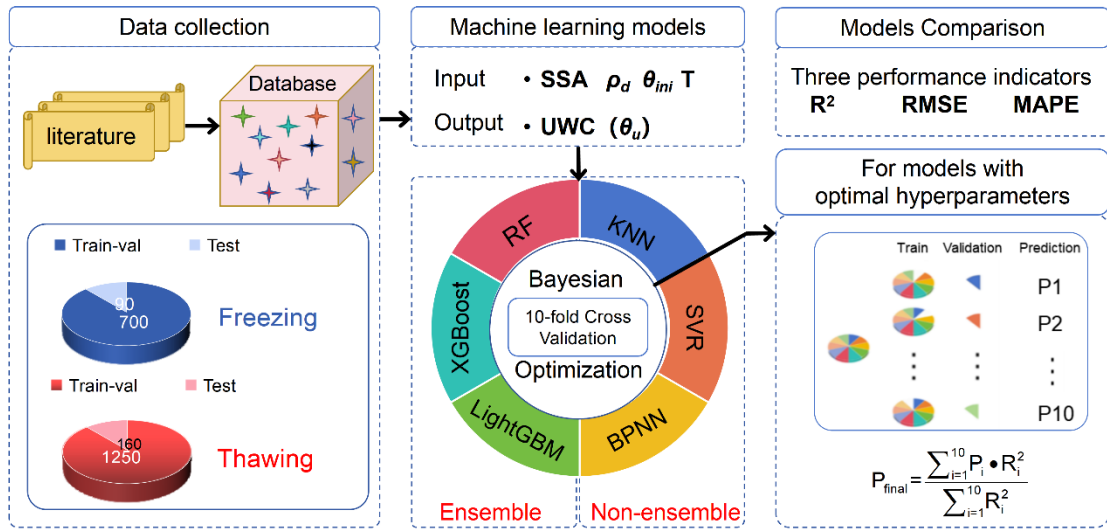 Data collection
literature
Database
Train-val Test
90
700
Freezing
Train-val Test
160
1250
Thawing
Machine learning models
Input • SSA ρd θini T
Output • UWC (θu)
RF
KNN
XGBoost
SVR
LightGBM
BPNN
Bayesian
10-fold Cross
Validation
Optimization
Ensemble Non-ensemble
Models Comparison
Three performance indicators
R² RMSE MAPE
For models with
optimal hyperparameters
Train Validation Prediction
P1
P2
P10
Pfinal = ∑i=1^10 Pi • Ri² / ∑i=1^10 Ri²